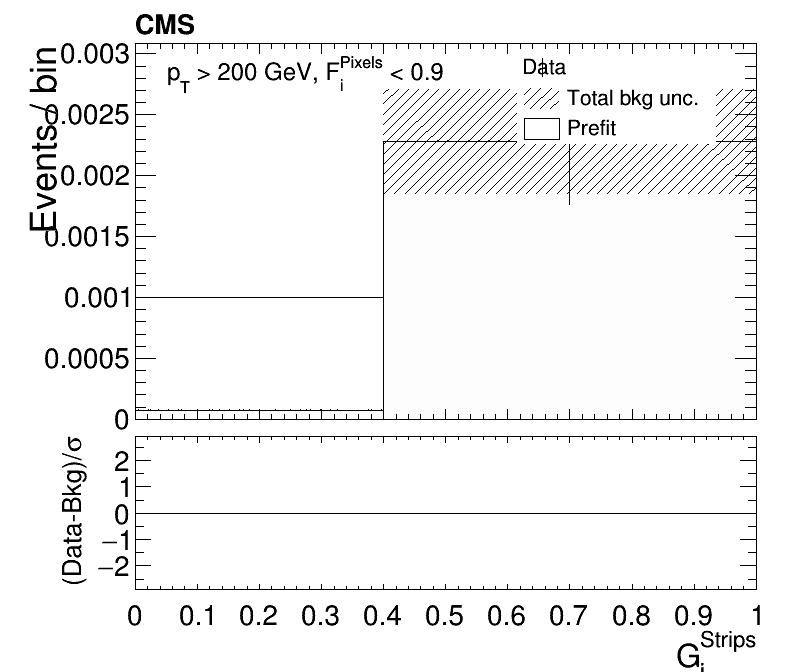 CMS
p_T > 200 GeV, F_i^Pixels < 0.9
Data
Total bkg unc.
Prefit
Events / bin
0.003
0.0025
0.002
0.0015
0.001
0.0005
0
(Data-Bkg)/σ
2
1
0
−1
−2
0 0.1 0.2 0.3 0.4 0.5 0.6 0.7 0.8 0.9 1
G_i^Strips